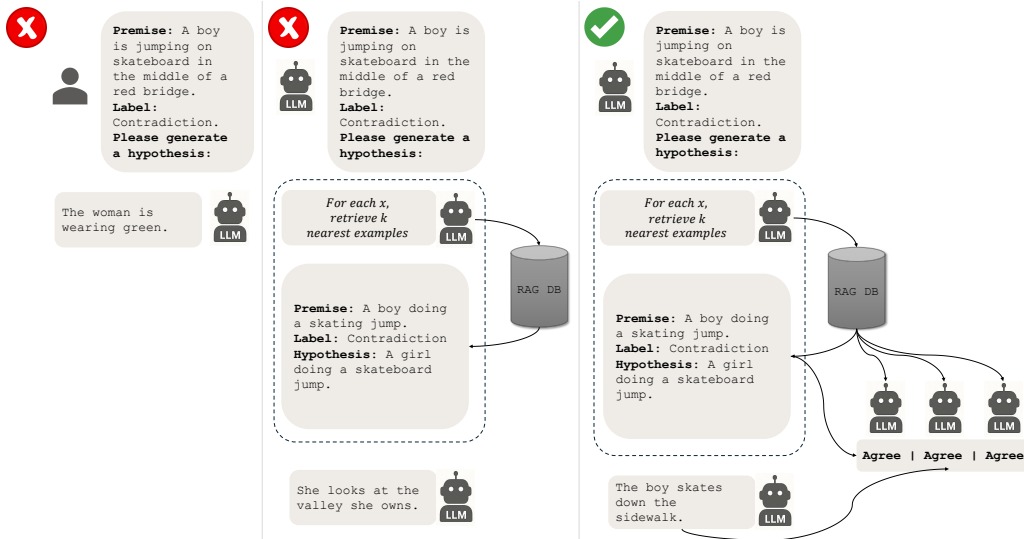 Premise: A boy
is jumping on
skateboard in
the middle of a
red bridge.
Label:
Contradiction.
Please generate
a hypothesis:
The woman is
wearing green.
LLM
Premise: A boy is
jumping on
skateboard in the
middle of a red
bridge.
Label:
Contradiction.
Please generate a
hypothesis:
LLM
For each x,
retrieve k
nearest examples
LLM
RAG DB
Premise: A boy doing
a skating jump.
Label: Contradiction
Hypothesis: A girl
doing a skateboard
jump.
She looks at the
valley she owns.
LLM
Premise: A boy is
jumping on
skateboard in the
middle of a red
bridge.
Label:
Contradiction.
Please generate a
hypothesis:
LLM
For each x,
retrieve k
nearest examples
LLM
RAG DB
Premise: A boy doing
a skating jump.
Label: Contradiction
Hypothesis: A girl
doing a skateboard
jump.
LLM
LLM
LLM
Agree | Agree | Agree
The boy skates
down the
sidewalk.
LLM